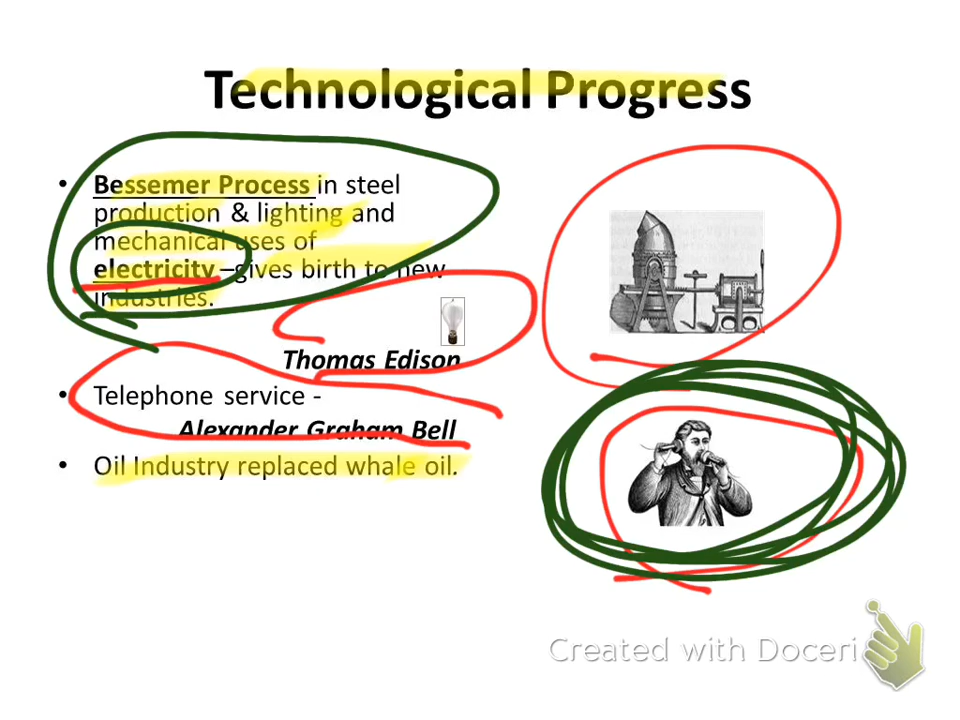 Technological Progress
• Bessemer Process in steel
production & lighting and
mechanical uses of
electricity –gives birth to new
industries.
Thomas Edison
• Telephone service -
Alexander Graham Bell
• Oil Industry replaced whale oil.
Created with Doceri